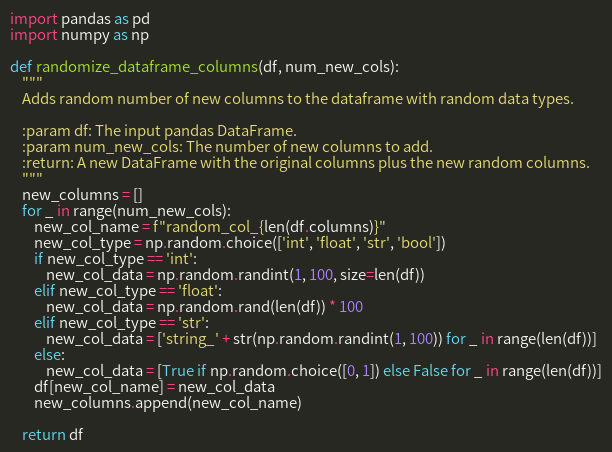 import pandas as pd
import numpy as np
def randomize_dataframe_columns(df, num_new_cols):
"""
Adds random number of new columns to the dataframe with random data types.
:param df: The input pandas DataFrame.
:param num_new_cols: The number of new columns to add.
:return: A new DataFrame with the original columns plus the new random columns.
"""
new_columns = []
for _ in range(num_new_cols):
new_col_name = f"random_col_{len(df.columns)}"
new_col_type = np.random.choice(['int', 'float', 'str', 'bool'])
if new_col_type == 'int':
new_col_data = np.random.randint(1, 100, size=len(df))
elif new_col_type == 'float':
new_col_data = np.random.rand(len(df)) * 100
elif new_col_type == 'str':
new_col_data = ['string_' + str(np.random.randint(1, 100)) for _ in range(len(df))]
else:
new_col_data = [True if np.random.choice([0, 1]) else False for _ in range(len(df))]
df[new_col_name] = new_col_data
new_columns.append(new_col_name)
return df